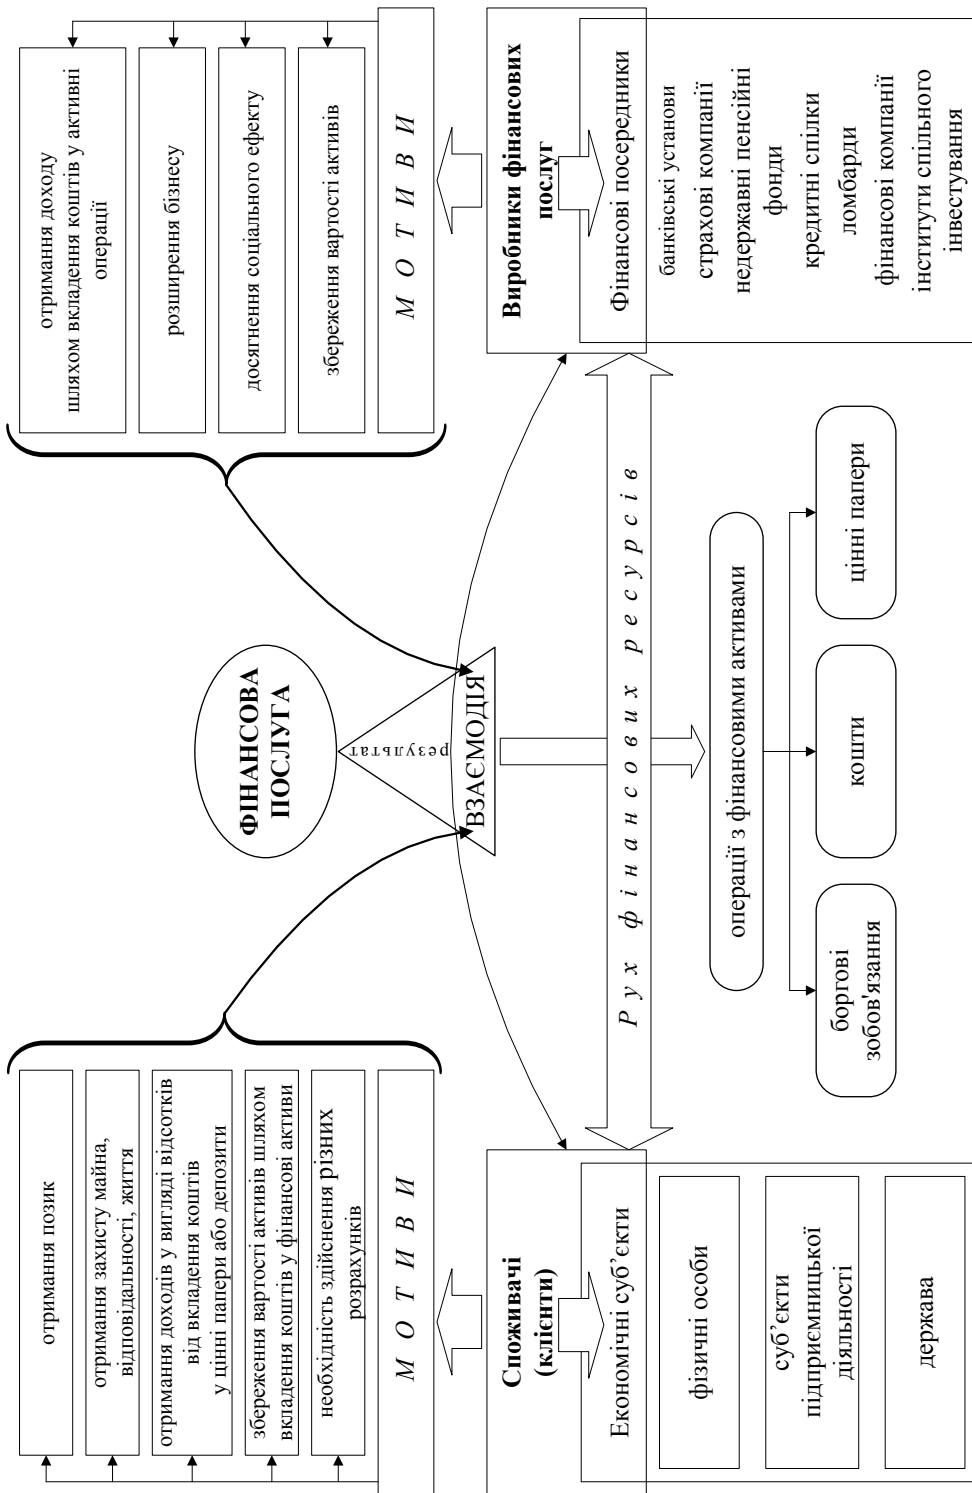 отримання позик
отримання захисту майна,
відповідальності, життя
отримання доходів у вигляді відсотків
від вкладення коштів
у цінні папери або депозити
збереження вартості активів шляхом
вкладення коштів у фінансові активи
необхідність здійснення різних
розрахунків
М О Т И В И
ФІНАНСОВА
ПОСЛУГА
результат
ВЗАЄМОДІЯ
отримання доходу
шляхом вкладення коштів у активні
операції
розширення бізнесу
досягнення соціального ефекту
збереження вартості активів
М О Т И В И
Споживачі
(клієнти)
Економічні суб’єкти
фізичні особи
суб’єкти
підприємницької
діяльності
держава
Рух фінансових ресурсів
операції з фінансовими активами
боргові
зобов'язання
кошти
цінні папери
Виробники фінансових
послуг
Фінансові посередники
банківські установи
страхові компанії
недержавні пенсійні
фонди
кредитні спілки
ломбарди
фінансові компанії
інститути спільного
інвестування